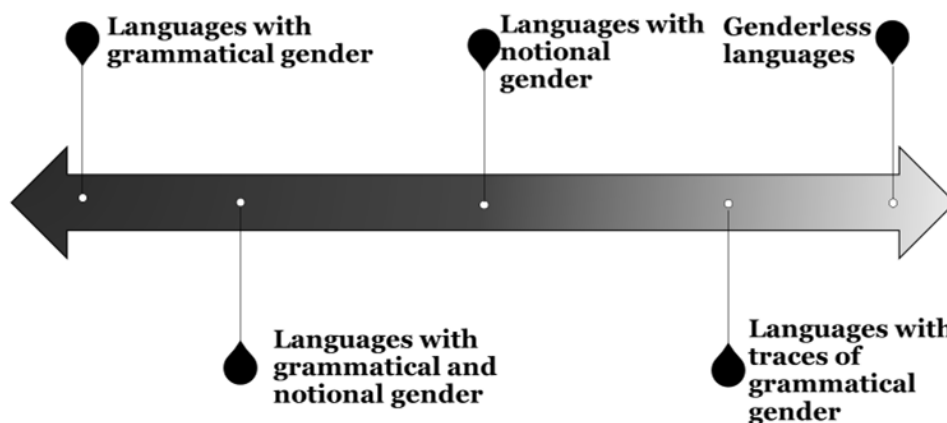 Languages with
grammatical gender
Languages with
notional
gender
Genderless
languages
Languages with
grammatical and
notional gender
Languages with
traces of
grammatical
gender